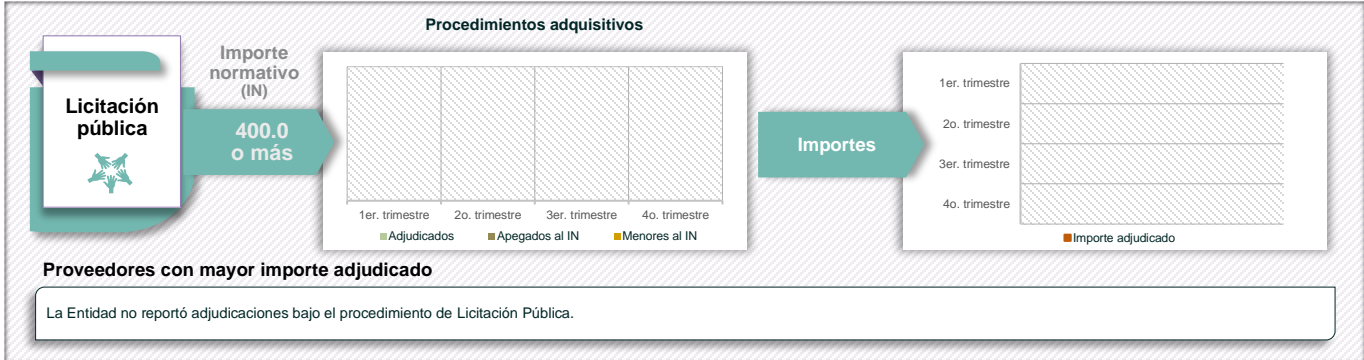 Procedimientos adquisitivos
Licitación
pública
Importe
normativo
(IN)
400.0
o más
1er. trimestre 2o. trimestre 3er. trimestre 4o. trimestre
Adjudicados Apegados al IN Menores al IN
Importes
1er. trimestre
2o. trimestre
3er. trimestre
4o. trimestre
Importe adjudicado
Proveedores con mayor importe adjudicado
La Entidad no reportó adjudicaciones bajo el procedimiento de Licitación Pública.